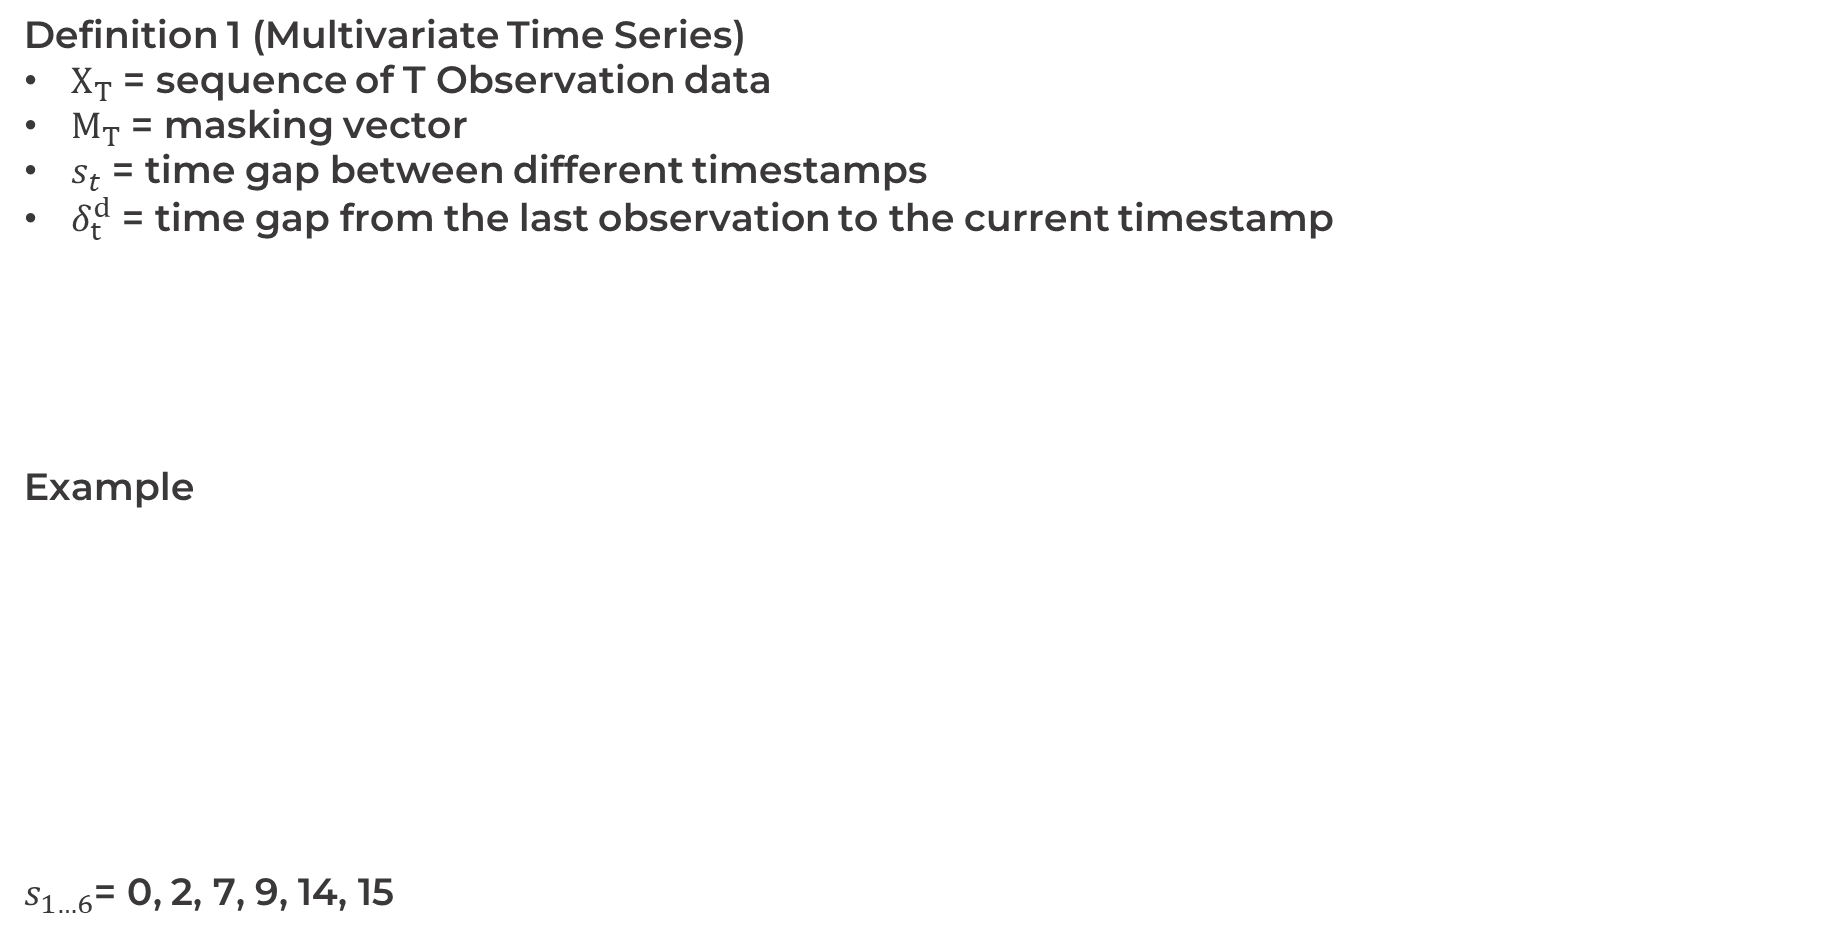 Definition 1 (Multivariate Time Series)
• X_T = sequence of T Observation data
• M_T = masking vector
• s_t = time gap between different timestamps
• δ_t^d = time gap from the last observation to the current timestamp
Example
s_1…6= 0, 2, 7, 9, 14, 15